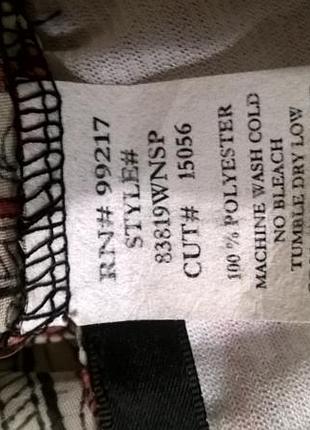 RN# 99217
STYLE#
83819WNSP
CUT# 15056
100 % POLYESTER
MACHINE WASH COLD
NO BLEACH
TUMBLE DRY LOW